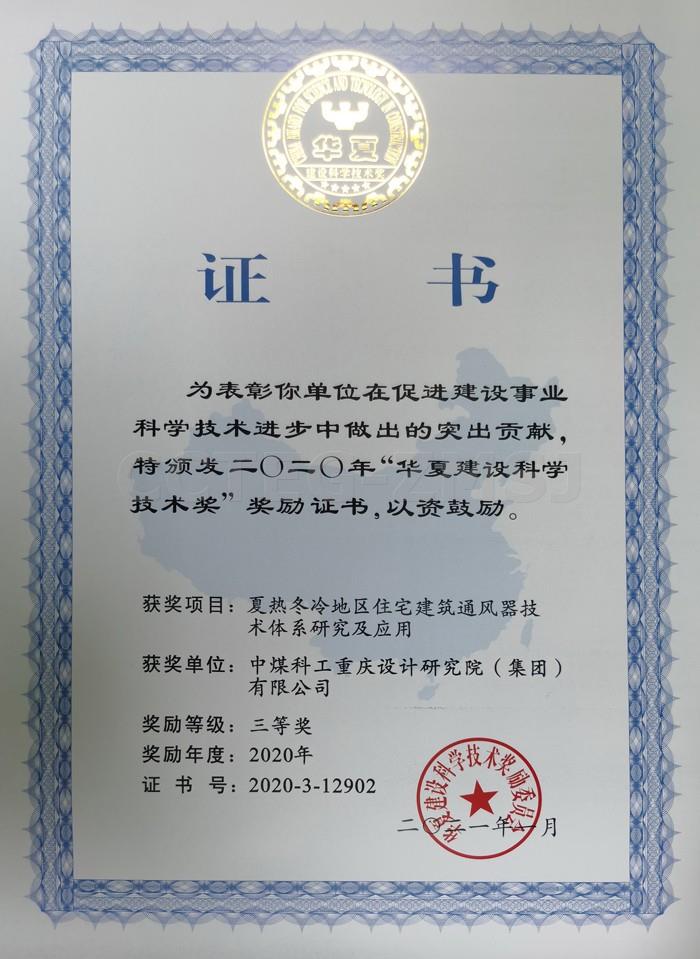 华夏
建设科学技术奖
证 书
为表彰你单位在促进建设事业
科学技术进步中做出的突出贡献，
特颁发二〇二〇年“华夏建设科学
技术奖”奖励证书，以资鼓励。
获奖项目：夏热冬冷地区住宅建筑通风器技
术体系研究及应用
获奖单位：中煤科工重庆设计研究院（集团）
有限公司
奖励等级：三等奖
奖励年度：2020年
证 书 号：2020-3-12902
华夏建设科学技术奖励委员会
二〇二一年一月